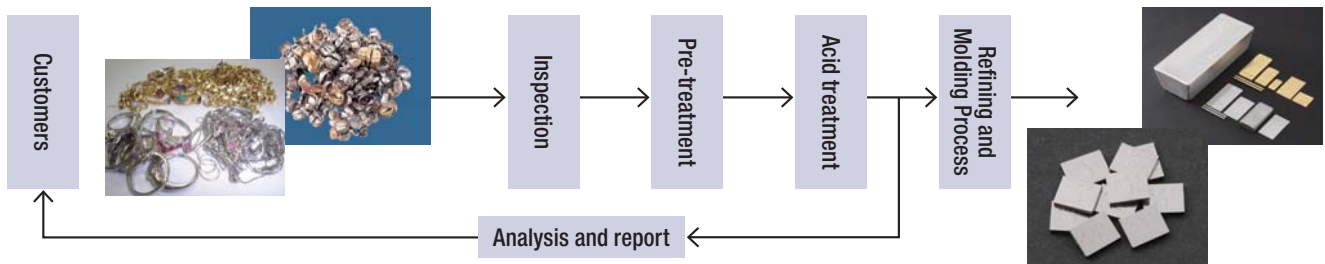 Customers
Inspection
Pre-treatment
Acid treatment
Refining and
Molding Process
Analysis and report